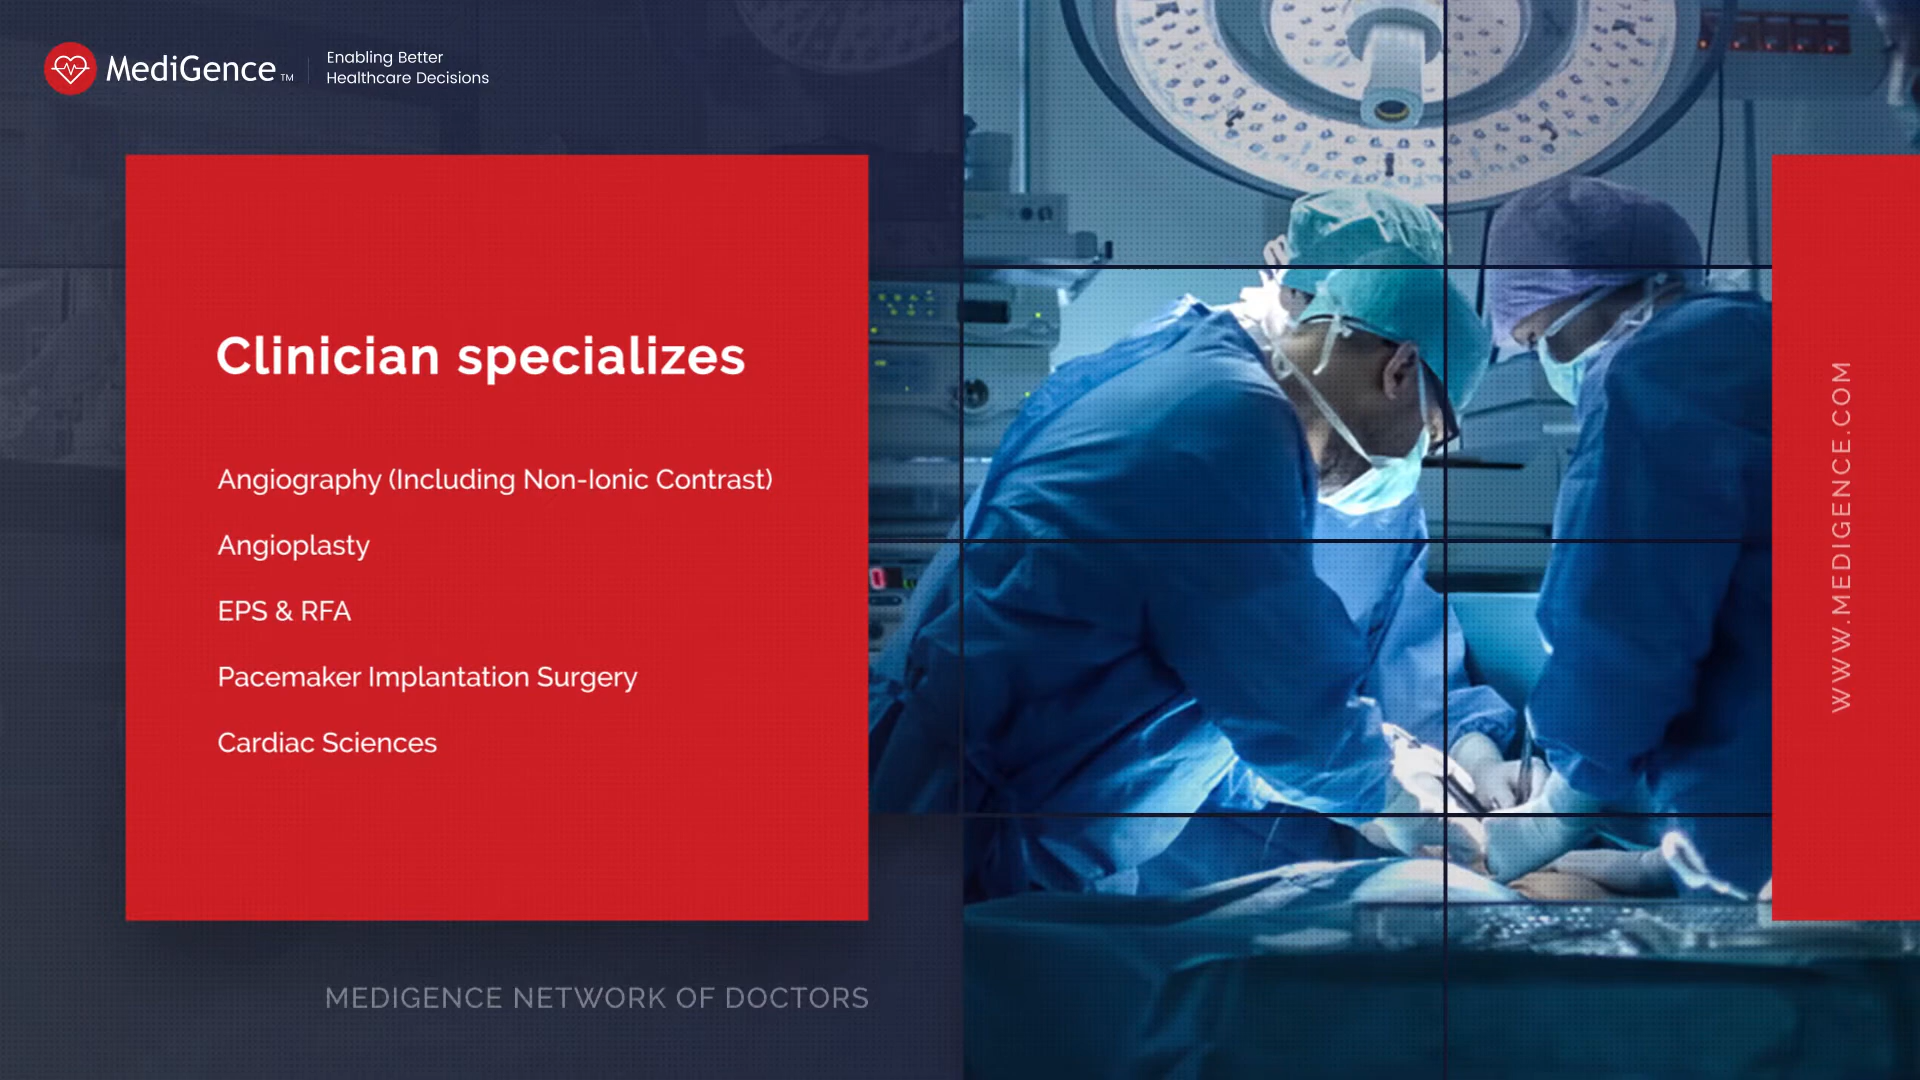 MediGence TM
Enabling Better
Healthcare Decisions
Clinician specializes
Angiography (Including Non-Ionic Contrast)
Angioplasty
EPS & RFA
Pacemaker Implantation Surgery
Cardiac Sciences
WWW.MEDIGENCE.COM
MEDIGENCE NETWORK OF DOCTORS